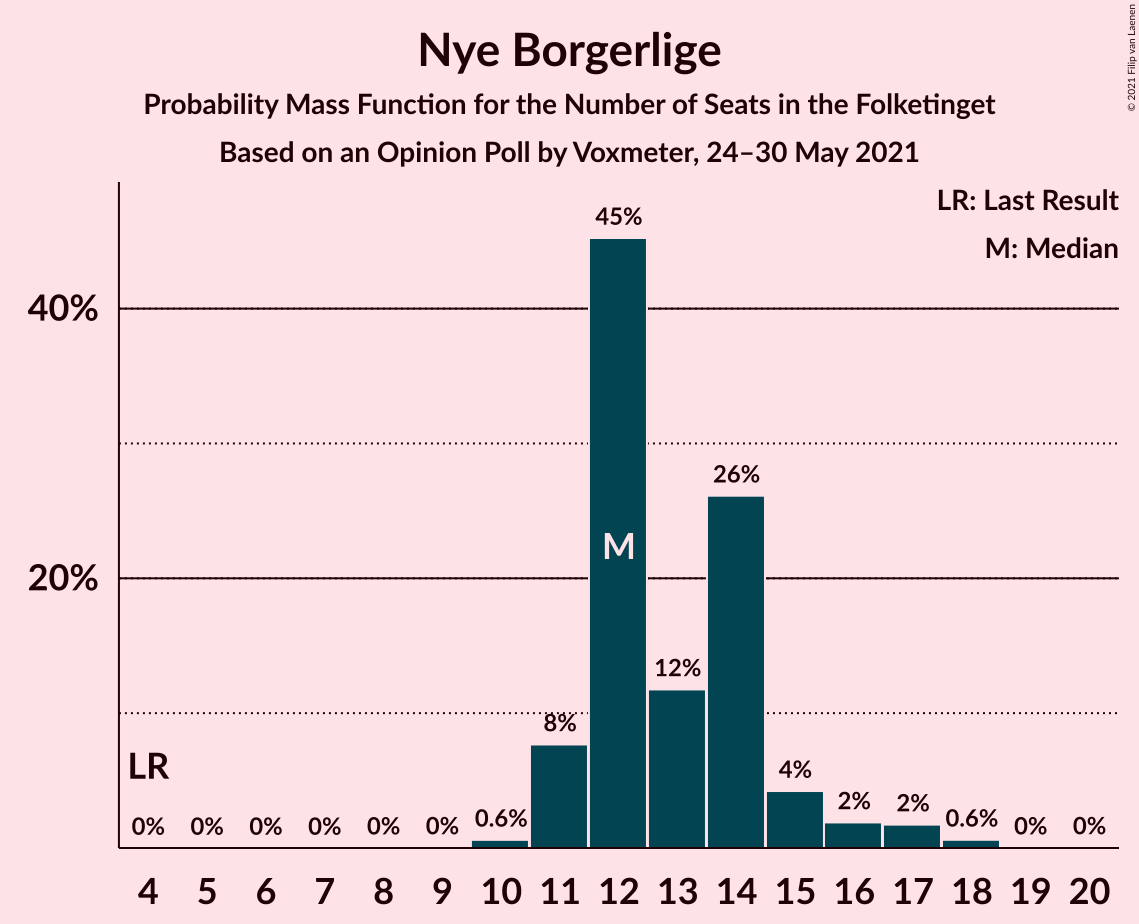 Nye Borgerlige
Probability Mass Function for the Number of Seats in the Folketinget
Based on an Opinion Poll by Voxmeter, 24–30 May 2021
© 2021 Filip van Laenen
LR: Last Result
M: Median
40%
20%
LR
M
0% 0% 0% 0% 0% 0% 0.6% 8% 45% 12% 26% 4% 2% 2% 0.6% 0% 0%
4 5 6 7 8 9 10 11 12 13 14 15 16 17 18 19 20